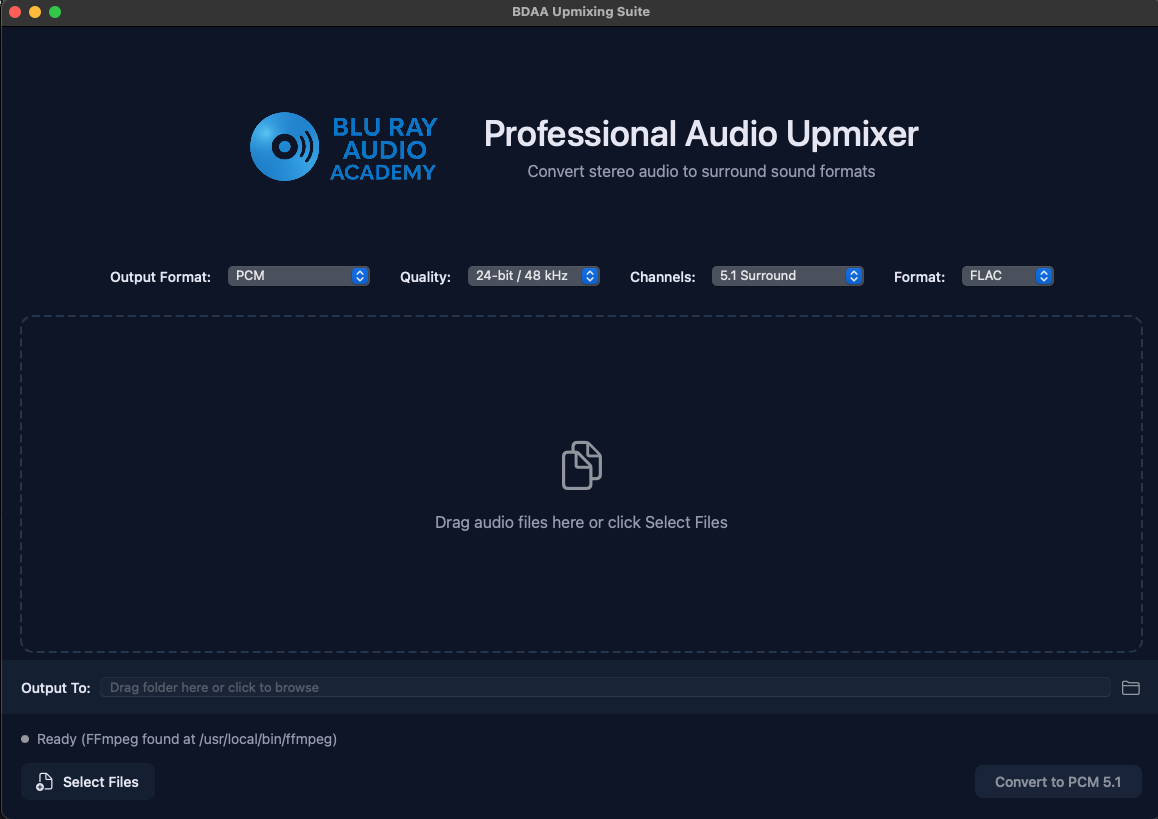 BDAA Upmixing Suite
BLU RAY
AUDIO
ACADEMY
Professional Audio Upmixer
Convert stereo audio to surround sound formats
Output Format: PCM Quality: 24-bit / 48 kHz Channels: 5.1 Surround Format: FLAC
Drag audio files here or click Select Files
Output To: Drag folder here or click to browse
Ready (FFmpeg found at /usr/local/bin/ffmpeg)
Select Files Convert to PCM 5.1